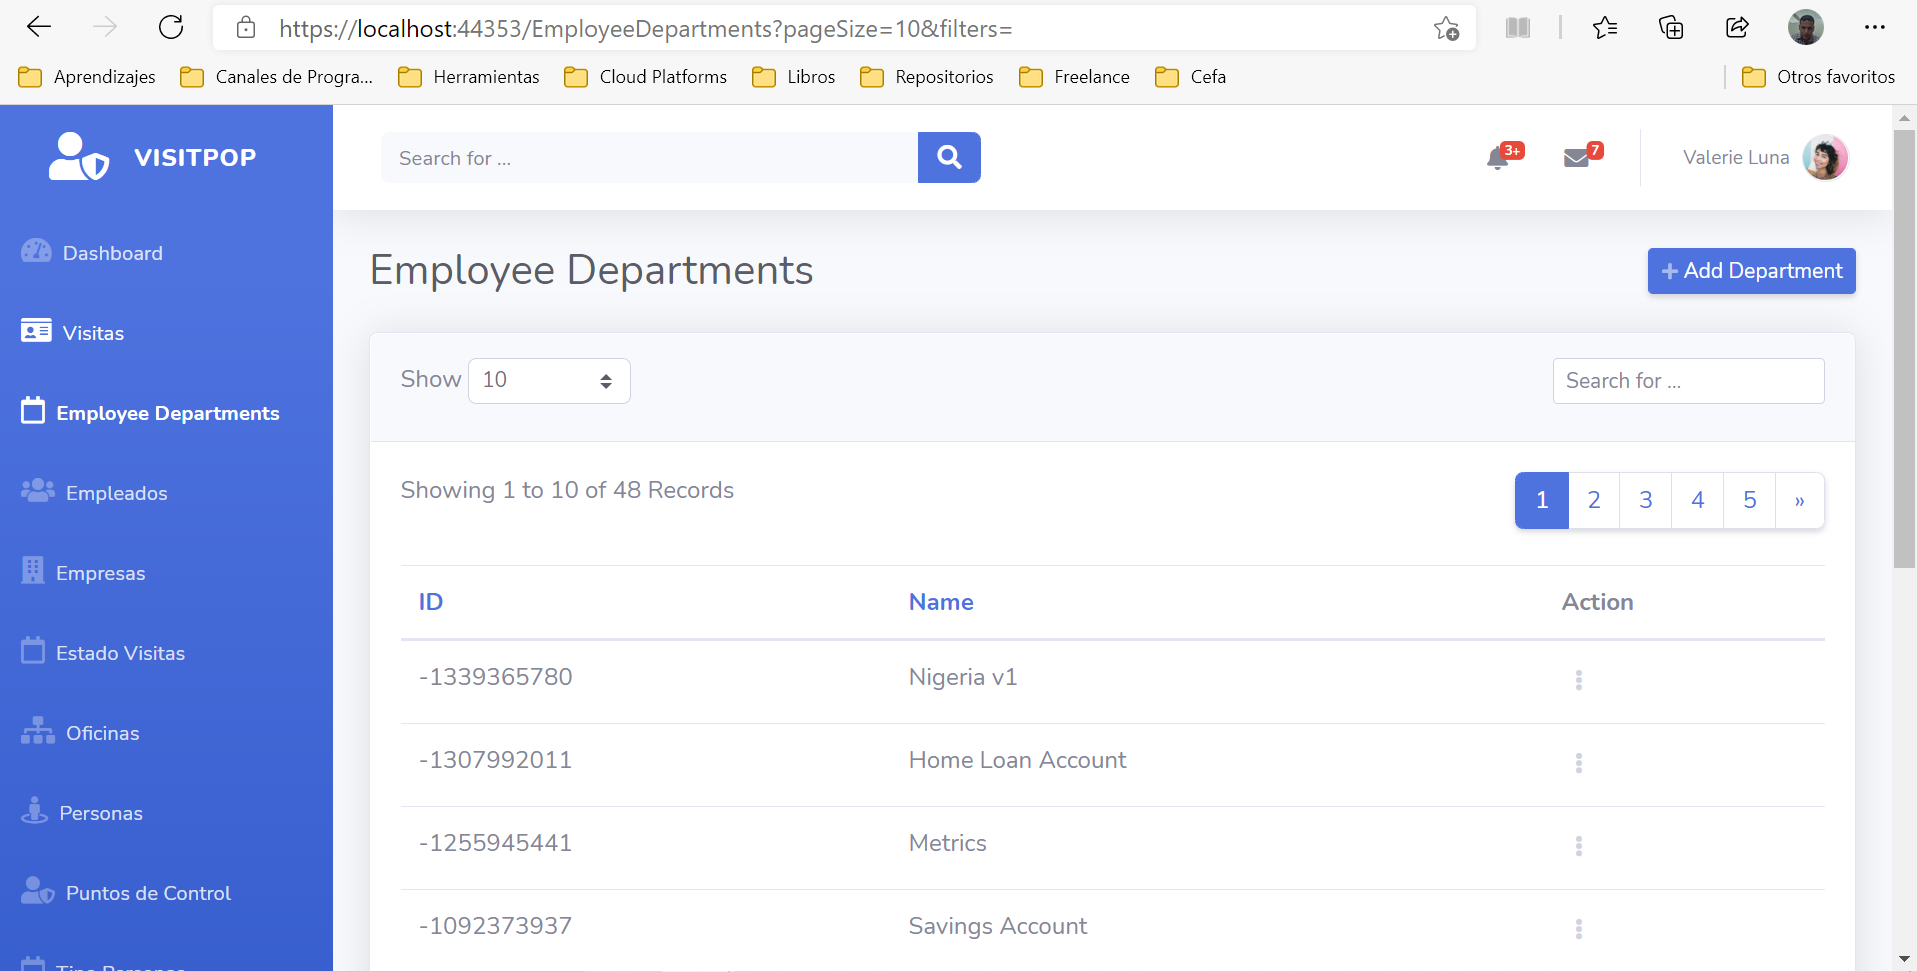 https://localhost:44353/EmployeeDepartments?pageSize=10&filters=
Aprendizajes
Canales de Progra...
Herramientas
Cloud Platforms
Libros
Repositorios
Freelance
Cefa
Otros favoritos
VISITPOP
Search for ...
3+
7
Valerie Luna
Dashboard
Visitas
Employee Departments
Empleados
Empresas
Estado Visitas
Oficinas
Personas
Puntos de Control
Employee Departments
+ Add Department
Show 10
Search for ...
Showing 1 to 10 of 48 Records
1 2 3 4 5 »
ID Name Action
-1339365780 Nigeria v1
-1307992011 Home Loan Account
-1255945441 Metrics
-1092373937 Savings Account